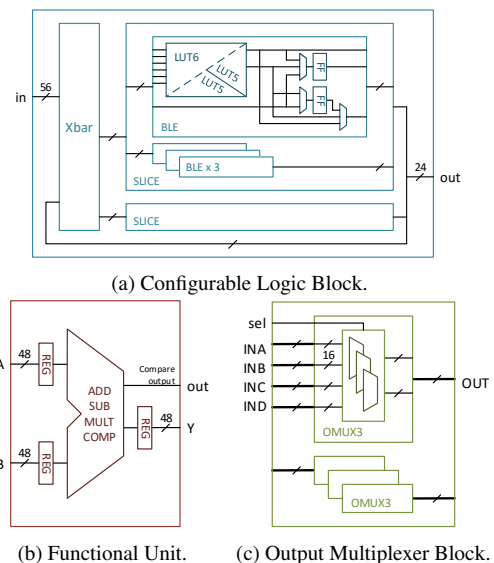 LUT6
LUT5
LUT5
FF
FF
BLE
in
56
Xbar
BLE x 3
SLICE
24
out
SLICE
(a) Configurable Logic Block.
A
48
REG
ADD
SUB
MULT
COMP
Compare
output
out
REG
48
Y
B
48
REG
(b) Functional Unit.
sel
INA
INB
16
INC
IND
OMUX3
OUT
OMUX3
(c) Output Multiplexer Block.